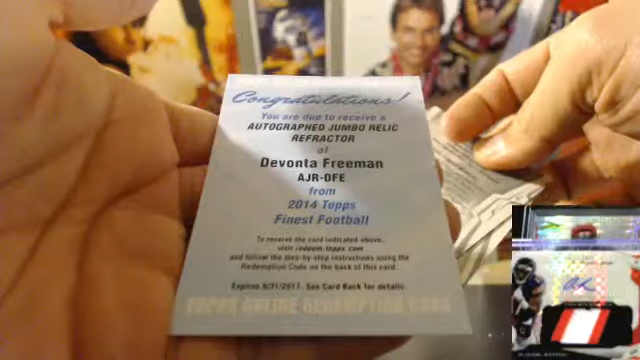 Congratulations!
You are due to receive a
AUTOGRAPHED JUMBO RELIC
REFRACTOR
of
Devonta Freeman
AJR-DFE
from
2014 Topps
Finest Football
To receive the card indicated above,
visit redeem.topps.com
and follow the step-by-step instructions using the
Redemption Code on the back of this card.
Expires 8/31/2017. See Card Back for details.
TOPPS ONLINE REDEMPTION CARD